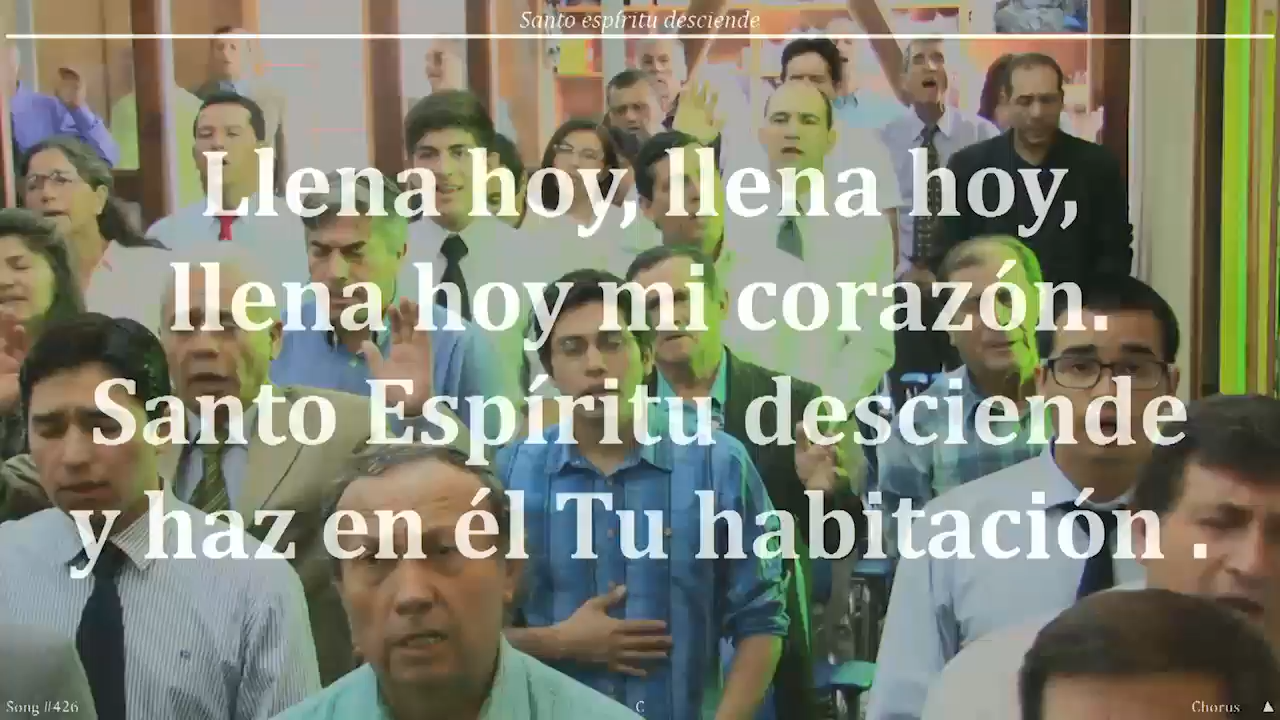 Santo espíritu desciende
Llena hoy, llena hoy,
llena hoy mi corazón.
Santo Espíritu desciende
y haz en él Tu habitación .
Song #426
C
Chorus ▲